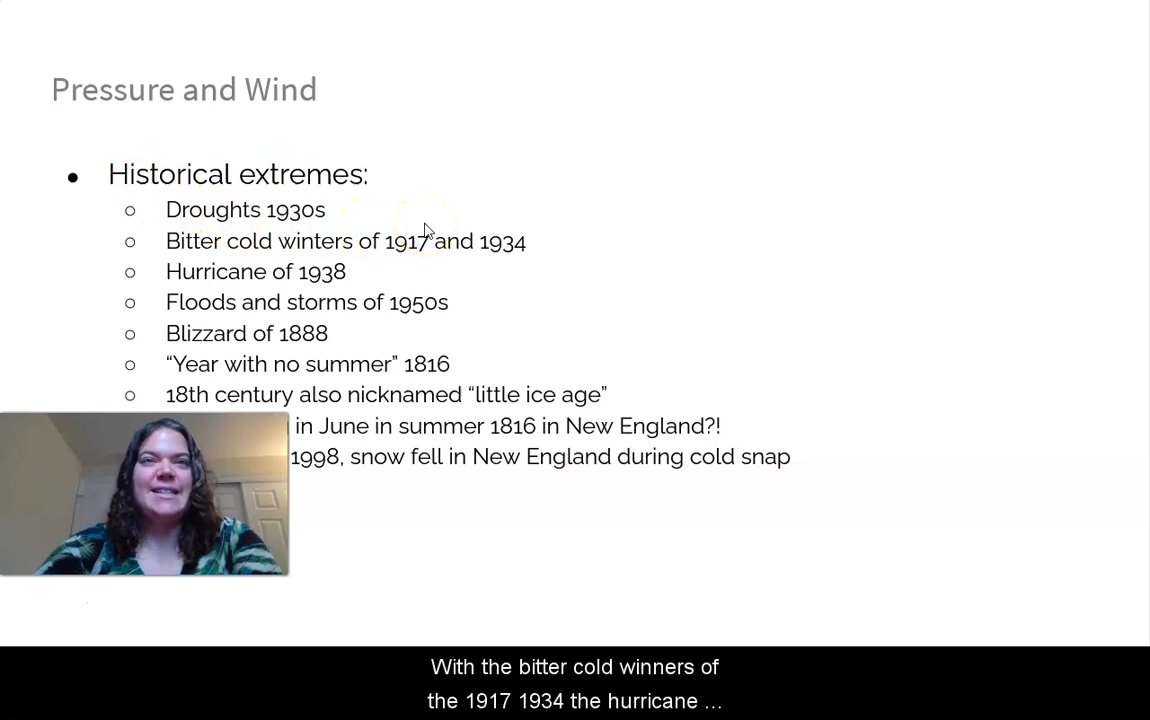 Pressure and Wind
● Historical extremes:
○ Droughts 1930s
○ Bitter cold winters of 1917 and 1934
○ Hurricane of 1938
○ Floods and storms of 1950s
○ Blizzard of 1888
○ “Year with no summer” 1816
○ 18th century also nicknamed “little ice age”
in June in summer 1816 in New England?!
1998, snow fell in New England during cold snap
With the bitter cold winners of
the 1917 1934 the hurricane ...